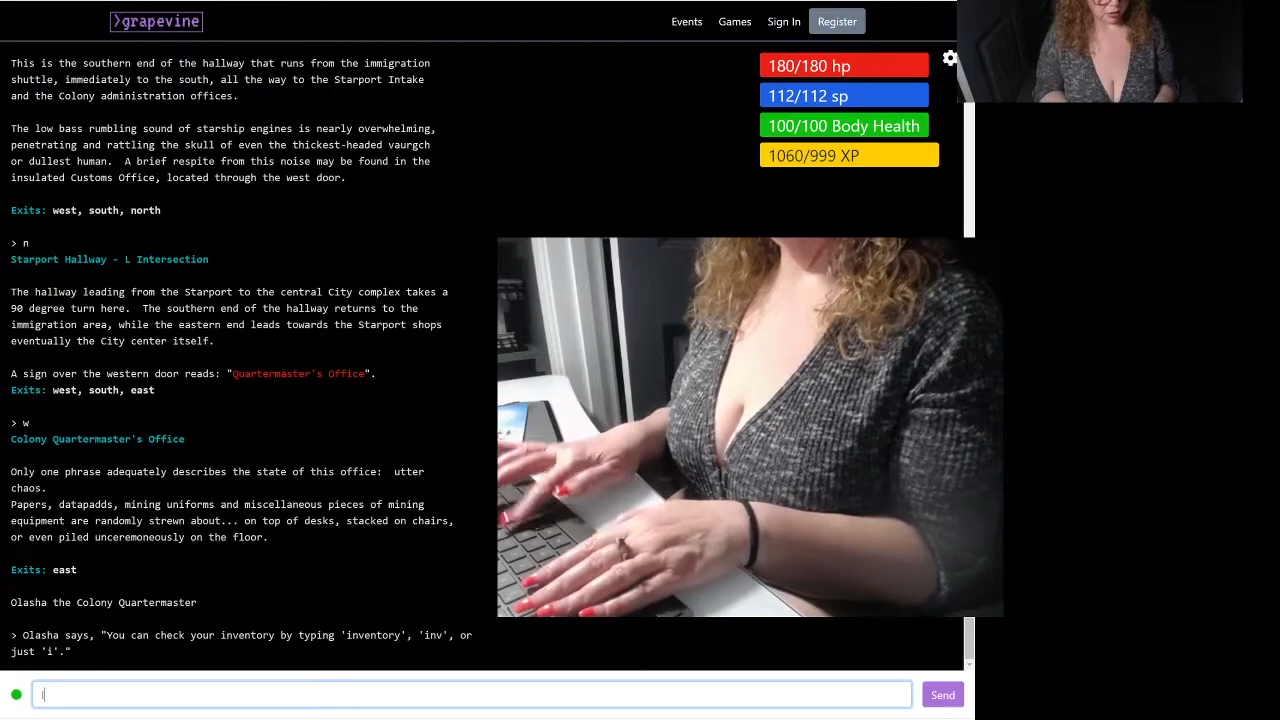 >grapevine
Events Games Sign In Register
This is the southern end of the hallway that runs from the immigration
shuttle, immediately to the south, all the way to the Starport Intake
and the Colony administration offices.
The low bass rumbling sound of starship engines is nearly overwhelming,
penetrating and rattling the skull of even the thickest-headed vaurgch
or dullest human.  A brief respite from this noise may be found in the
insulated Customs Office, located through the west door.
Exits: west, south, north
> n
Starport Hallway - L Intersection
The hallway leading from the Starport to the central City complex takes a
90 degree turn here.  The southern end of the hallway returns to the
immigration area, while the eastern end leads towards the Starport shops
eventually the City center itself.
A sign over the western door reads: "Quartermaster's Office".
Exits: west, south, east
> w
Colony Quartermaster's Office
Only one phrase adequately describes the state of this office:  utter
chaos.
Papers, datapadds, mining uniforms and miscellaneous pieces of mining
equipment are randomly strewn about... on top of desks, stacked on chairs,
or even piled unceremoneously on the floor.
Exits: east
Olasha the Colony Quartermaster
> Olasha says, "You can check your inventory by typing 'inventory', 'inv', or
just 'i'."
180/180 hp
112/112 sp
100/100 Body Health
1060/999 XP
i
Send